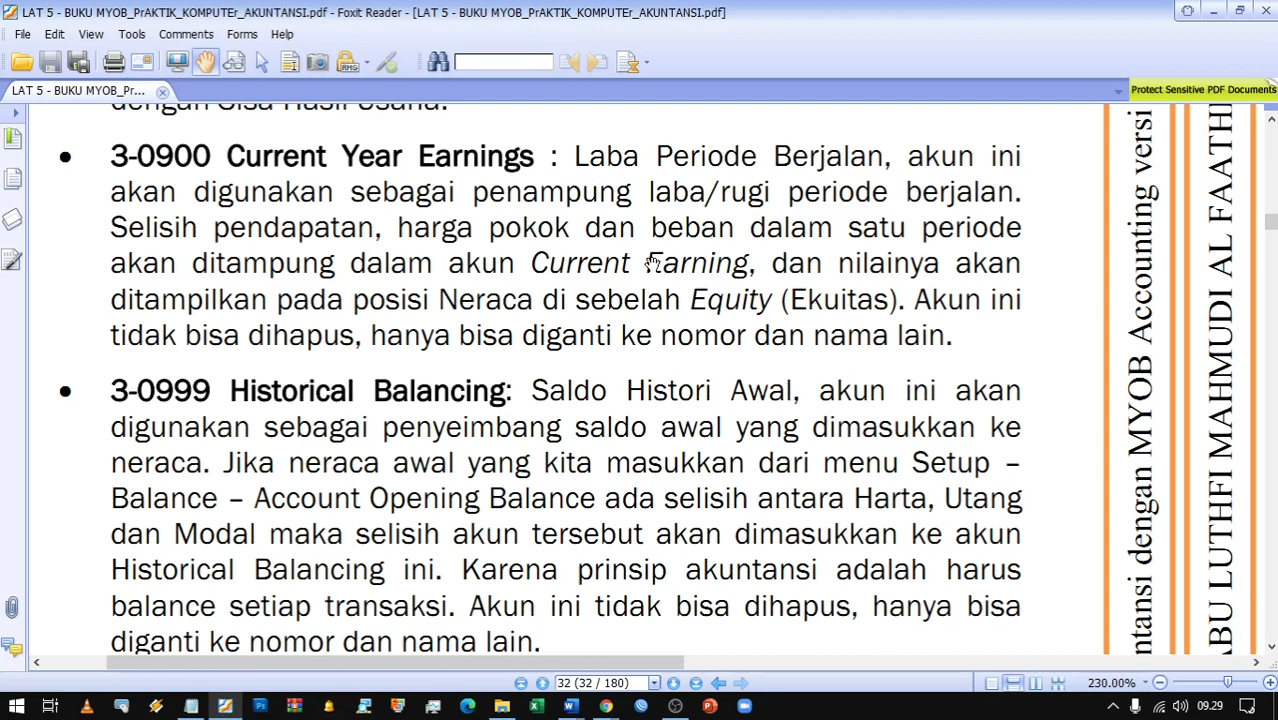 LAT 5 - BUKU MYOB_PrAKTIK_KOMPUTEr_AKUNTANSI.pdf - Foxit Reader - [LAT 5 - BUKU MYOB_PrAKTIK_KOMPUTEr_AKUNTANSI.pdf]
File Edit View Tools Comments Forms Help
LAT 5 - BUKU MYOB_Pr...
Protect Sensitive PDF Documents
dengan Sisa Hasil Usaha.
• 3-0900 Current Year Earnings : Laba Periode Berjalan, akun ini
akan digunakan sebagai penampung laba/rugi periode berjalan.
Selisih pendapatan, harga pokok dan beban dalam satu periode
akan ditampung dalam akun Current Earning, dan nilainya akan
ditampilkan pada posisi Neraca di sebelah Equity (Ekuitas). Akun ini
tidak bisa dihapus, hanya bisa diganti ke nomor dan nama lain.
• 3-0999 Historical Balancing: Saldo Histori Awal, akun ini akan
digunakan sebagai penyeimbang saldo awal yang dimasukkan ke
neraca. Jika neraca awal yang kita masukkan dari menu Setup –
Balance – Account Opening Balance ada selisih antara Harta, Utang
dan Modal maka selisih akun tersebut akan dimasukkan ke akun
Historical Balancing ini. Karena prinsip akuntansi adalah harus
balance setiap transaksi. Akun ini tidak bisa dihapus, hanya bisa
diganti ke nomor dan nama lain.
ntansi dengan MYOB Accounting versi
ABU LUTHIFI MAHMUDI AL FAATHI
32 (32 / 180)
230.00%
09.29